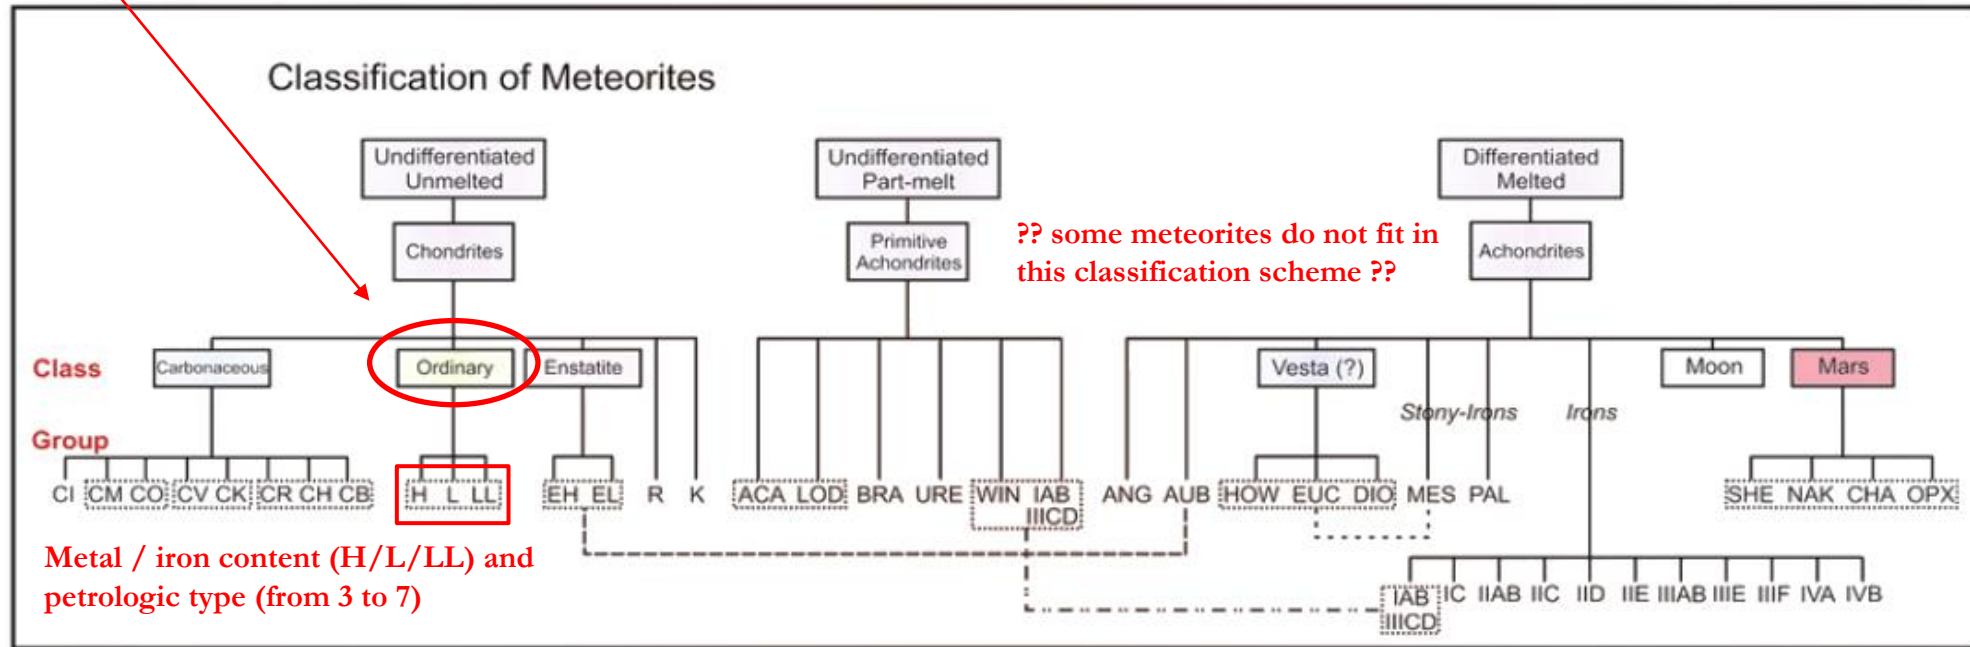 Classification of Meteorites
Undifferentiated
Unmelted
Undifferentiated
Part-melt
Differentiated
Melted
Chondrites
Primitive
Achondrites
?? some meteorites do not fit in
this classification scheme ??
Achondrites
Class
Carbonaceous
Ordinary
Enstatite
Vesta (?)
Moon
Mars
Stony-Irons
Irons
Group
CI CM CO CV CK CR CH CB H L LL EH EL R K ACA LOD BRA URE WIN IAB ANG AUB HOW EUC DIO MES PAL SHE NAK CHA OPX
IIICD
Metal / iron content (H/L/LL) and
petrologic type (from 3 to 7)
IAB IC IIAB IIC IID IIE IIIAB IIIE IIIF IVA IVB
IIICD